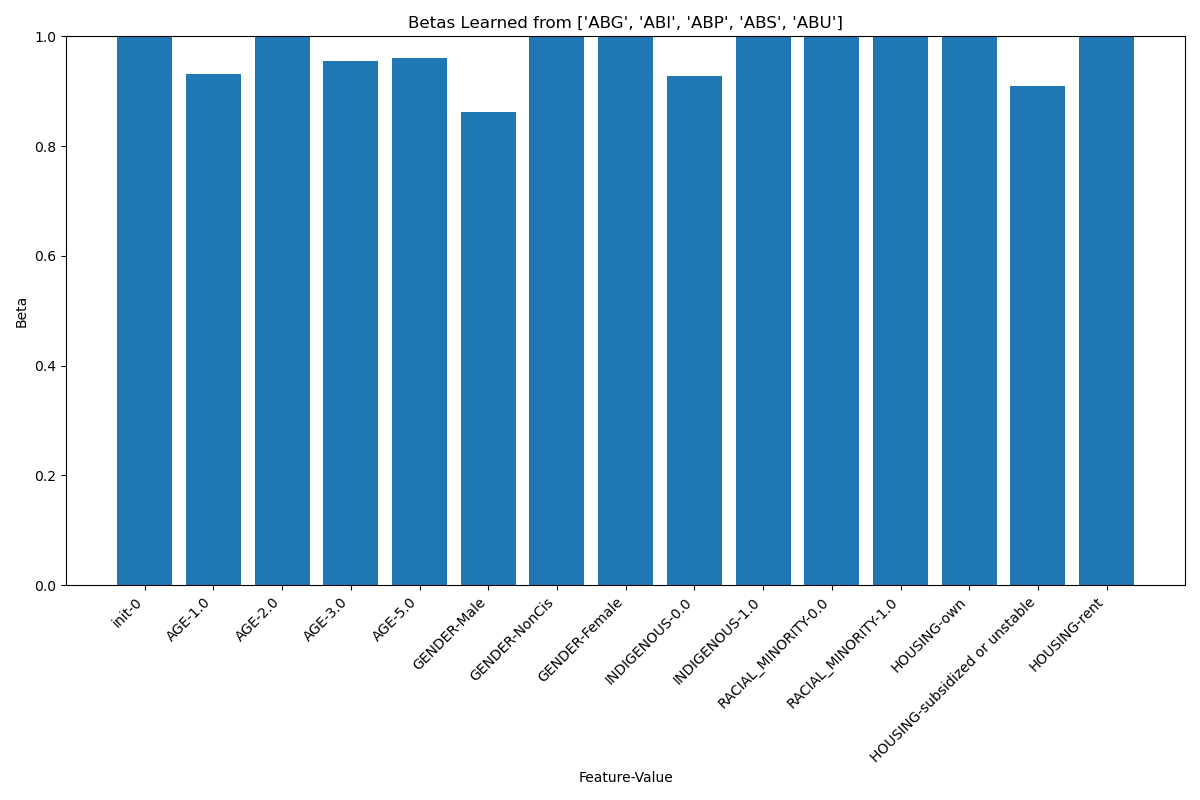 Betas Learned from ['ABG', 'ABI', 'ABP', 'ABS', 'ABU']
1.0
0.8
0.6
0.4
0.2
0.0
Beta
init-0
AGE-1.0
AGE-2.0
AGE-3.0
AGE-5.0
GENDER-Male
GENDER-NonCis
GENDER-Female
INDIGENOUS-0.0
INDIGENOUS-1.0
RACIAL_MINORITY-0.0
RACIAL_MINORITY-1.0
HOUSING-own
HOUSING-subsidized or unstable
HOUSING-rent
Feature-Value